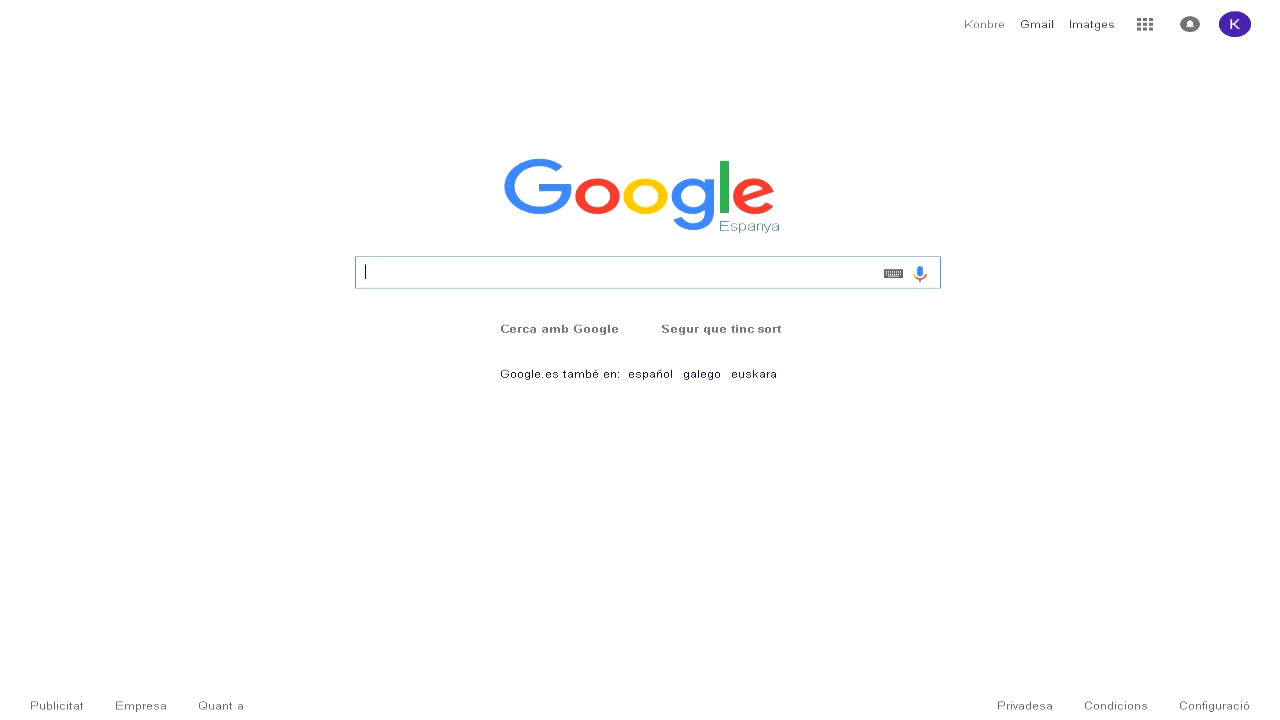 Konbre Gmail Imatges K
Google
Espanya
Cerca amb Google Segur que tinc sort
Google.es també en: español galego euskara
Publicitat Empresa Quant a Privadesa Condicions Configuració